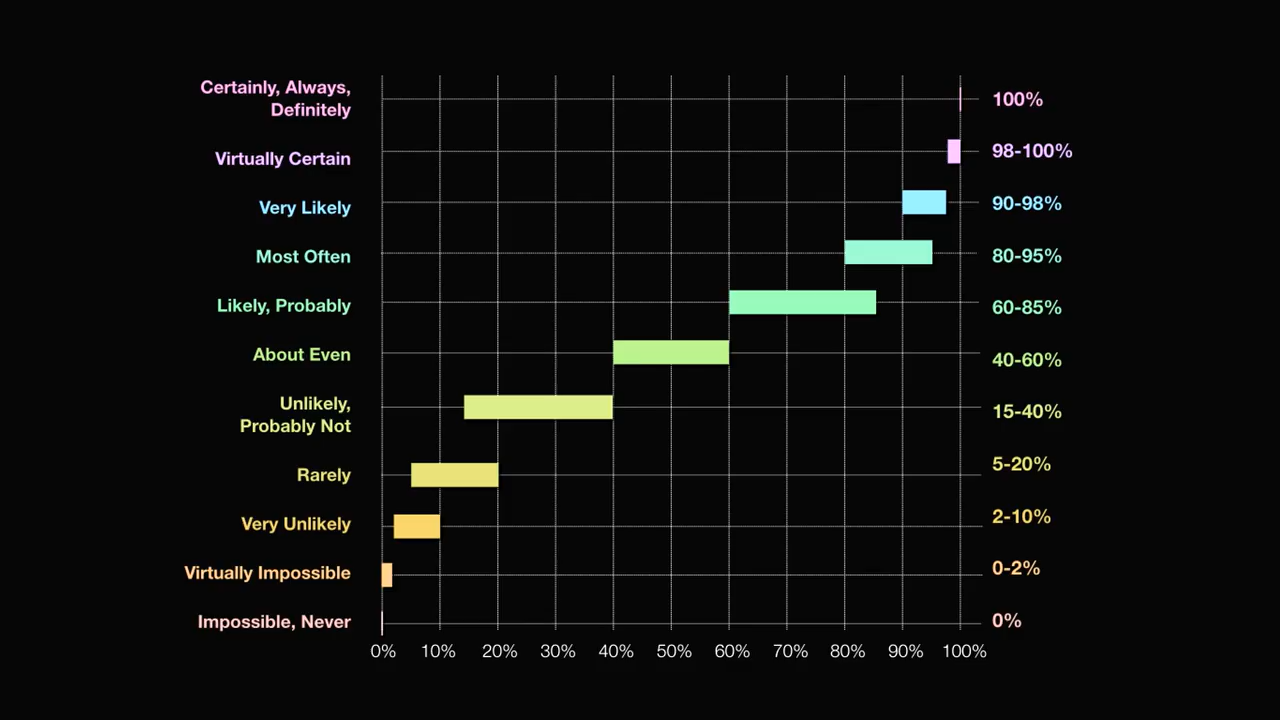 Certainly, Always,
Definitely
100%
Virtually Certain
98-100%
Very Likely
90-98%
Most Often
80-95%
Likely, Probably
60-85%
About Even
40-60%
Unlikely,
Probably Not
15-40%
Rarely
5-20%
Very Unlikely
2-10%
Virtually Impossible
0-2%
Impossible, Never
0%
0% 10% 20% 30% 40% 50% 60% 70% 80% 90% 100%